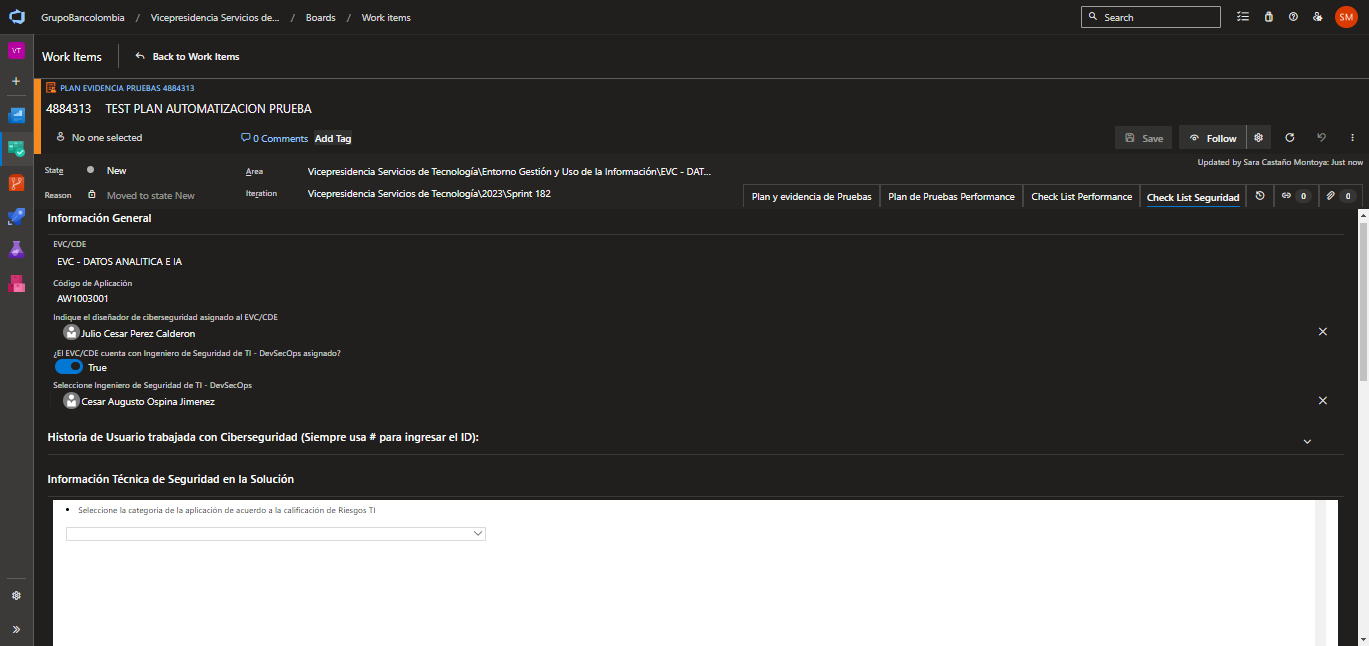 GrupoBancolombia / Vicepresidencia Servicios de... / Boards / Work items
Search
SM
VT
Work Items
Back to Work Items
PLAN EVIDENCIA PRUEBAS 4884313
4884313 TEST PLAN AUTOMATIZACION PRUEBA
No one selected
0 Comments
Add Tag
Save
Follow
Updated by Sara Castaño Montoya: Just now
State New
Area Vicepresidencia Servicios de Tecnología\Entorno Gestión y Uso de la Información\EVC - DAT...
Reason Moved to state New
Iteration Vicepresidencia Servicios de Tecnología\2023\Sprint 182
Plan y evidencia de Pruebas
Plan de Pruebas Performance
Check List Performance
Check List Seguridad
0
0
Información General
EVC/CDE
EVC - DATOS ANALITICA E IA
Código de Aplicación
AW1003001
Indique el diseñador de ciberseguridad asignado al EVC/CDE
Julio Cesar Perez Calderon
¿El EVC/CDE cuenta con Ingeniero de Seguridad de TI - DevSecOps asignado?
True
Seleccione Ingeniero de Seguridad de TI - DevSecOps
Cesar Augusto Ospina Jimenez
Historia de Usuario trabajada con Ciberseguridad (Siempre usa # para ingresar el ID):
Información Técnica de Seguridad en la Solución
• Seleccione la categoria de la aplicación de acuerdo a la calificación de Riesgos TI